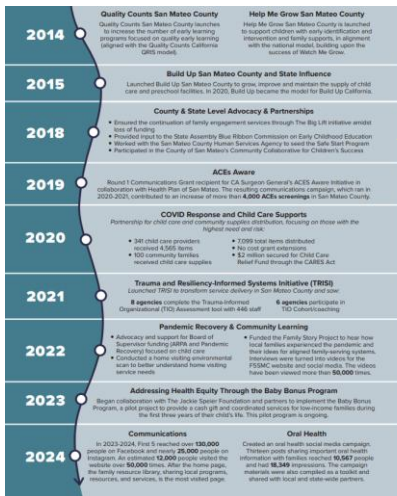 2014
Quality Counts San Mateo County
Quality Counts San Mateo County launches
to increase the number of early learning
programs focused on quality early learning
(aligned with the Quality Counts California
QRIS model).
Help Me Grow San Mateo County
Help Me Grow San Mateo County is launched
to support children with early identification and
intervention and family supports, in alignment
with the national model, building upon the
success of Watch Me Grow.
2015
Build Up San Mateo County and State Influence
Launched Build Up San Mateo County to grow, improve and maintain the supply of child
care and preschool facilities. In 2020, Build Up became the model for Build Up California.
2018
County & State Level Advocacy & Partnerships
• Ensured the continuation of family engagement services through The Big Lift initiative amidst
loss of funding
• Provided input to the State Assembly Blue Ribbon Commission on Early Childhood Education
• Worked with the San Mateo County Human Services Agency to seed the Safe Start Program
• Participated in the County of San Mateo's Community Collaborative for Children's Success
2019
ACEs Aware
Round 1 Communications Grant recipient for CA Surgeon General's ACES Aware Initiative in
collaboration with Health Plan of San Mateo. The resulting communications campaign, which ran in
2020-2021, contributed to an increase of more than 4,000 ACEs screenings in San Mateo County.
2020
COVID Response and Child Care Supports
Partnership for child care and community supplies distribution, focusing on those with the
highest need and risk:
• 341 child care providers
received 4,565 items
• 100 community families
received child care supplies
• 7,099 total items distributed
• No cost grant extensions
• $2 million secured for Child Care
Relief Fund through the CARES Act
2021
Trauma and Resiliency-Informed Systems Initiative (TRISI)
Launched TRISI to transform service delivery in San Mateo County and saw:
8 agencies complete the Trauma-Informed
Organizational (TIO) Assessment tool with 446 staff
6 agencies participate in
TIO Cohort/coaching
2022
Pandemic Recovery & Community Learning
• Advocacy and support for Board of
Supervisor funding (ARPA and Pandemic
Recovery) focused on child care
• Conducted a home visiting environmental
scan to better understand home visiting
service needs
• Funded the Family Story Project to hear how
local families experienced the pandemic and
their ideas for aligned family-serving systems.
Interviews were turned into videos for the
F5SMC website and social media. The videos
have been viewed more than 50,000 times.
2023
Addressing Health Equity Through the Baby Bonus Program
Began collaboration with The Jackie Speier Foundation and partners to implement the Baby Bonus
Program, a pilot project to provide a cash gift and coordinated services for low-income families during
the first three years of their child's life. This pilot program is ongoing.
2024
Communications
In 2023-2024, First 5 reached over 130,000
people on Facebook and nearly 25,000 people on
Instagram. An estimated 12,000 people visited the
website over 50,000 times. After the home page,
the family resource library, sharing local programs,
resources, and services, is the most visited page.
Oral Health
Created an oral health social media campaign.
Thirteen posts sharing important oral health
information with families reached 10,567 people
and had 18,349 impressions. The campaign
materials were also compiled as a toolkit and
shared with local and state-wide partners.